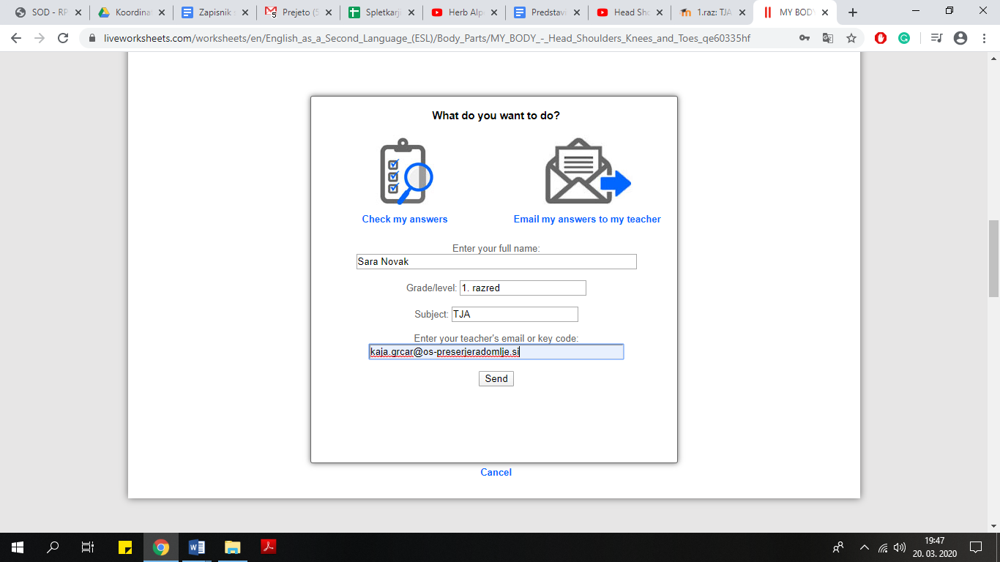 SOD - RP
Koordina
Zapisnik
Prejeto (
Spletkarj
Herb Alp
Predstavi
Head Sho
1.raz: TJA
MY BODY
liveworksheets.com/worksheets/en/English_as_a_Second_Language_(ESL)/Body_Parts/MY_BODY_-_Head_Shoulders_Knees_and_Toes_qe60335hf
What do you want to do?
Check my answers
Email my answers to my teacher
Enter your full name:
Sara Novak
Grade/level: 1. razred
Subject: TJA
Enter your teacher's email or key code:
kaja.grcar@os-preserjeradomlje.si
Send
Cancel
19:47
20. 03. 2020